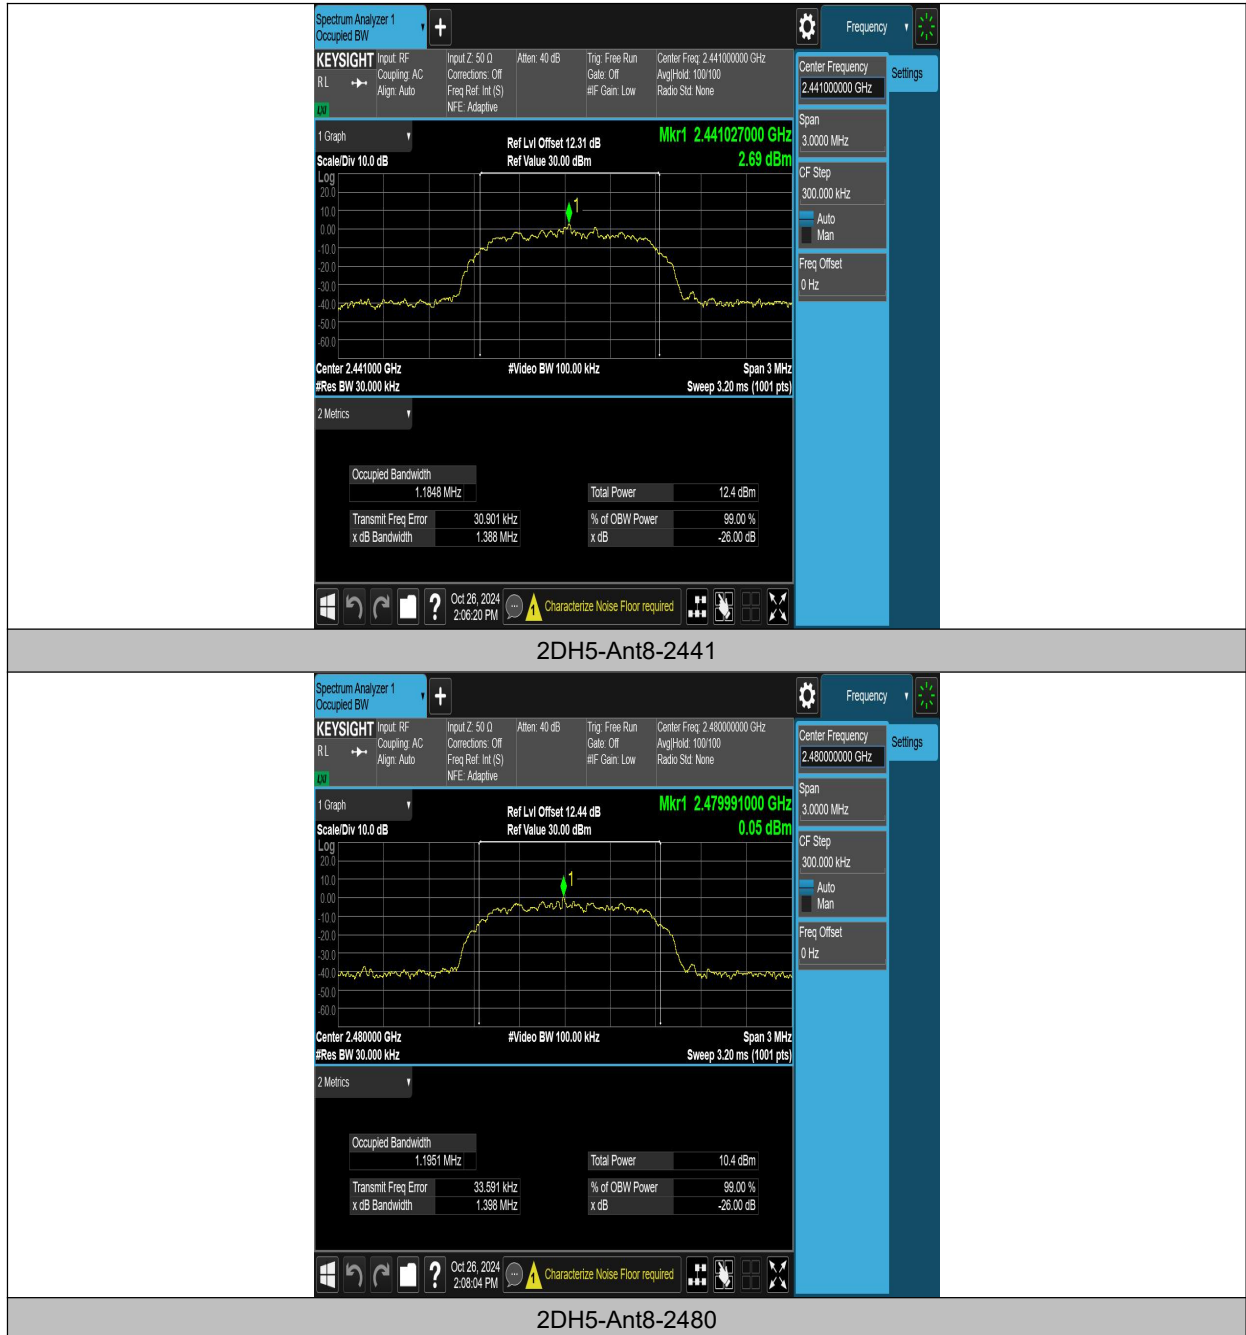 Spectrum Analyzer 1
Occupied BW
+
Frequency
KEYSIGHT
R L
LXI
Input: RF
Coupling: AC
Align: Auto
Input Z: 50 Ω
Corrections: Off
Freq Ref: Int (S)
NFE: Adaptive
Atten: 40 dB
Trig: Free Run
Gate: Off
#IF Gain: Low
Center Freq: 2.441000000 GHz
Avg|Hold: 100/100
Radio Std: None
Center Frequency
2.441000000 GHz
Settings
Span
3.0000 MHz
CF Step
300.000 kHz
Auto
Man
Freq Offset
0 Hz
1 Graph
Scale/Div 10.0 dB
Ref Lvl Offset 12.31 dB
Ref Value 30.00 dBm
Mkr1 2.441027000 GHz
2.69 dBm
Log
20.0
10.0
0.00
-10.0
-20.0
-30.0
-40.0
-50.0
-60.0
1
Center 2.441000 GHz
#Res BW 30.000 kHz
#Video BW 100.00 kHz
Span 3 MHz
Sweep 3.20 ms (1001 pts)
2 Metrics
Occupied Bandwidth
1.1848 MHz
Total Power 12.4 dBm
Transmit Freq Error 30.901 kHz
% of OBW Power 99.00 %
x dB Bandwidth 1.388 MHz
x dB -26.00 dB
?
Oct 26, 2024
2:06:20 PM
Characterize Noise Floor required
2DH5-Ant8-2441
Spectrum Analyzer 1
Occupied BW
+
Frequency
KEYSIGHT
R L
LXI
Input: RF
Coupling: AC
Align: Auto
Input Z: 50 Ω
Corrections: Off
Freq Ref: Int (S)
NFE: Adaptive
Atten: 40 dB
Trig: Free Run
Gate: Off
#IF Gain: Low
Center Freq: 2.480000000 GHz
Avg|Hold: 100/100
Radio Std: None
Center Frequency
2.480000000 GHz
Settings
Span
3.0000 MHz
CF Step
300.000 kHz
Auto
Man
Freq Offset
0 Hz
1 Graph
Scale/Div 10.0 dB
Ref Lvl Offset 12.44 dB
Ref Value 30.00 dBm
Mkr1 2.479991000 GHz
0.05 dBm
Log
20.0
10.0
0.00
-10.0
-20.0
-30.0
-40.0
-50.0
-60.0
1
Center 2.480000 GHz
#Res BW 30.000 kHz
#Video BW 100.00 kHz
Span 3 MHz
Sweep 3.20 ms (1001 pts)
2 Metrics
Occupied Bandwidth
1.1951 MHz
Total Power 10.4 dBm
Transmit Freq Error 33.591 kHz
% of OBW Power 99.00 %
x dB Bandwidth 1.398 MHz
x dB -26.00 dB
?
Oct 26, 2024
2:08:04 PM
Characterize Noise Floor required
2DH5-Ant8-2480